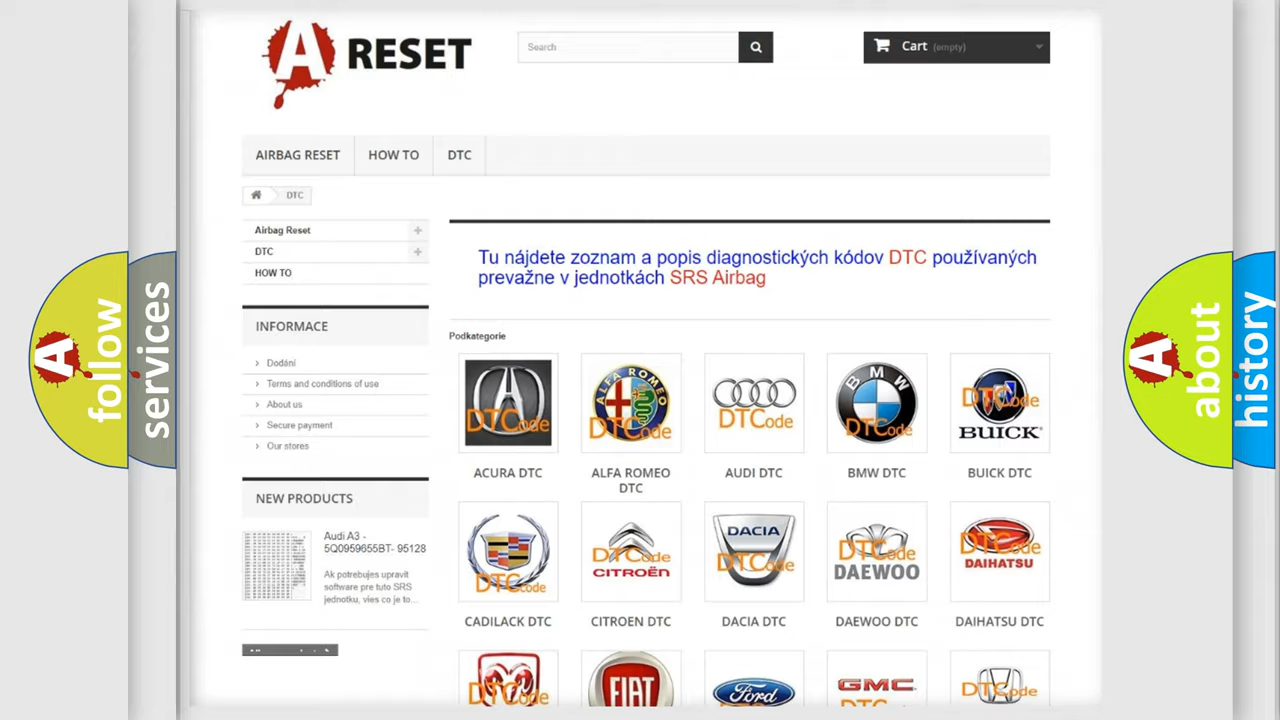 A RESET
Search
Cart (empty)
AIRBAG RESET
HOW TO
DTC
DTC
Airbag Reset
DTC
HOW TO
INFORMACE
Dodání
Terms and conditions of use
About us
Secure payment
Our stores
NEW PRODUCTS
Audi A3 -
5Q0959655BT- 95128
Ak potrebujes upravit
software pre tuto SRS
jednotku, vies co je to...
Tu nájdete zoznam a popis diagnostických kódov DTC používaných
prevažne v jednotkách SRS Airbag
Podkategorie
DTCode
ALFA ROMEO
DTCode
DTCode
BMW
DTCode
DTCode
BUICK
ACURA DTC
ALFA ROMEO
DTC
AUDI DTC
BMW DTC
BUICK DTC
DTCode
DTCode
CITROËN
DACIA
DTCode
DTCode
DAEWOO
DTCode
DAIHATSU
CADILACK DTC
CITROEN DTC
DACIA DTC
DAEWOO DTC
DAIHATSU DTC
DTCode
FIAT
Ford
GMC
DTCode
A follow
services
A about
history